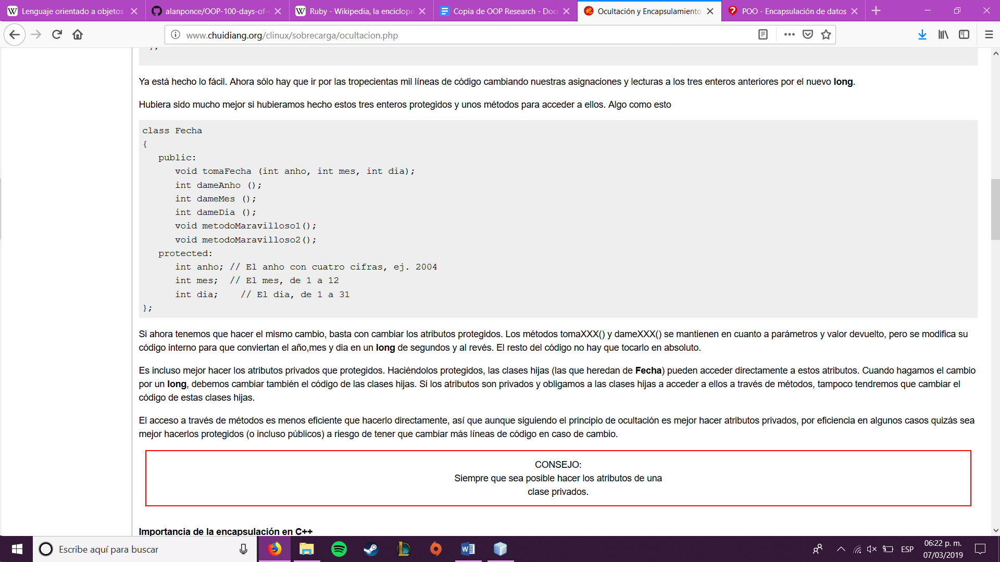 Lenguaje orientado a objetos
alanponce/OOP-100-days-of-
Ruby - Wikipedia, la enciclope
Copia de OOP Research - Doc
Ocultación y Encapsulamiento
POO - Encapsulación de datos
www.chuidiang.org/clinux/sobrecarga/ocultacion.php
};
Ya está hecho lo fácil. Ahora sólo hay que ir por las tropecientas mil líneas de código cambiando nuestras asignaciones y lecturas a los tres enteros anteriores por el nuevo long.
Hubiera sido mucho mejor si hubieramos hecho estos tres enteros protegidos y unos métodos para acceder a ellos. Algo como esto
class Fecha
{
public:
void tomaFecha (int anho, int mes, int dia);
int dameAnho ();
int dameMes ();
int dameDia ();
void metodoMaravilloso1();
void metodoMaravilloso2();
protected:
int anho; // El anho con cuatro cifras, ej. 2004
int mes;  // El mes, de 1 a 12
int dia;    // El dia, de 1 a 31
};
Si ahora tenemos que hacer el mismo cambio, basta con cambiar los atributos protegidos. Los métodos tomaXXX() y dameXXX() se mantienen en cuanto a parámetros y valor devuelto, pero se modifica su
código interno para que conviertan el año,mes y dia en un long de segundos y al revés. El resto del código no hay que tocarlo en absoluto.
Es incluso mejor hacer los atributos privados que protegidos. Haciéndolos protegidos, las clases hijas (las que heredan de Fecha) pueden acceder directamente a estos atributos. Cuando hagamos el cambio
por un long, debemos cambiar también el código de las clases hijas. Si los atributos son privados y obligamos a las clases hijas a acceder a ellos a través de métodos, tampoco tendremos que cambiar el
código de estas clases hijas.
El acceso a través de métodos es menos eficiente que hacerlo directamente, así que aunque siguiendo el principio de ocultación es mejor hacer atributos privados, por eficiencia en algunos casos quizás sea
mejor hacerlos protegidos (o incluso públicos) a riesgo de tener que cambiar más líneas de código en caso de cambio.
CONSEJO:
Siempre que sea posible hacer los atributos de una
clase privados.
Importancia de la encapsulación en C++
Escribe aquí para buscar
ESP
06:22 p. m.
07/03/2019